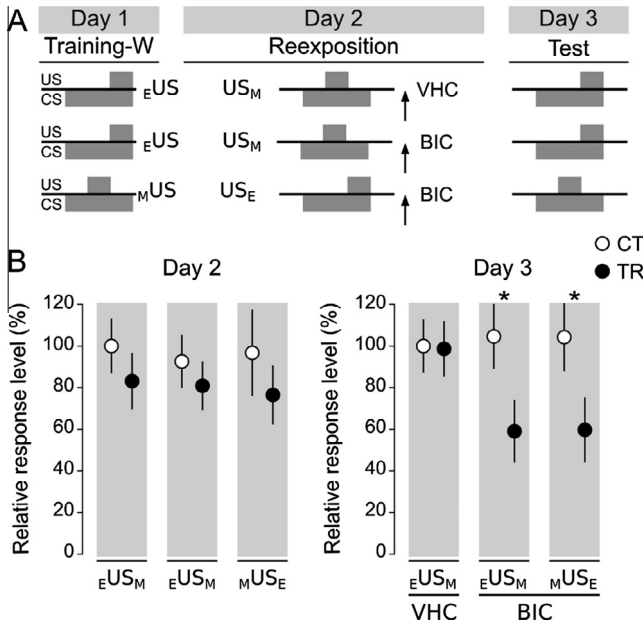 A
Day 1 Day 2 Day 3
Training-W Reexposition Test
US CS EUS USM VHC
US CS EUS USM BIC
US CS MUS USE BIC
CT
TR
B
Day 2 Day 3
Relative response level (%)
120
100
80
60
40
20
0
EUSM EUSM MUSE
Relative response level (%)
120
100
80
60
40
20
0
* *
EUSM EUSM MUSE
VHC BIC